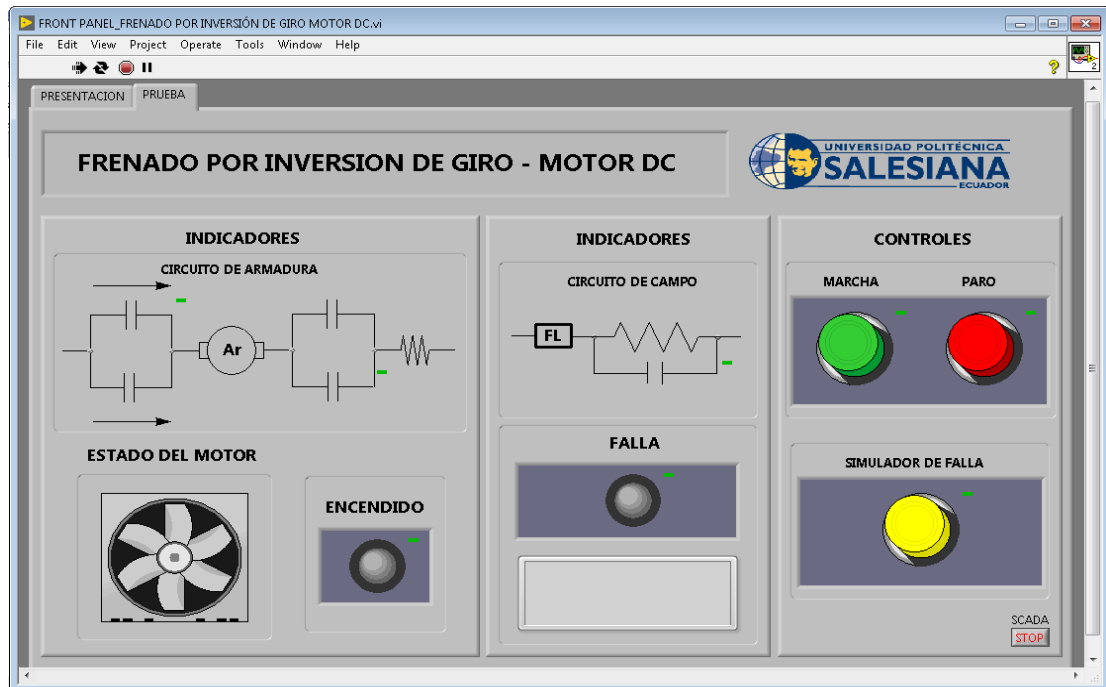 FRONT PANEL_FRENADO POR INVERSIÓN DE GIRO MOTOR DC.vi
File Edit View Project Operate Tools Window Help
2
PRESENTACION PRUEBA
FRENADO POR INVERSION DE GIRO - MOTOR DC
UNIVERSIDAD POLITÉCNICA
SALESIANA
ECUADOR
INDICADORES
CIRCUITO DE ARMADURA
Ar
ESTADO DEL MOTOR
ENCENDIDO
INDICADORES
CIRCUITO DE CAMPO
FL
FALLA
CONTROLES
MARCHA PARO
SIMULADOR DE FALLA
SCADA
STOP